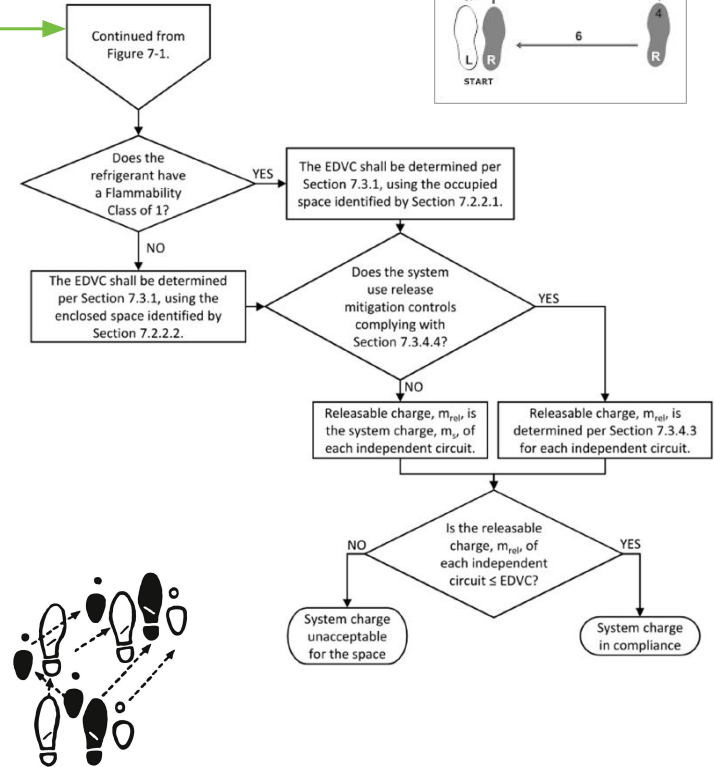 Continued from
Figure 7-1.
6
4
L
R
R
START
Does the
refrigerant have
a Flammability
Class of 1?
YES
The EDVC shall be determined per
Section 7.3.1, using the occupied
space identified by Section 7.2.2.1.
NO
The EDVC shall be determined
per Section 7.3.1, using the
enclosed space identified by
Section 7.2.2.2.
Does the system
use release
mitigation controls
complying with
Section 7.3.4.4?
YES
NO
Releasable charge, mrel, is
the system charge, ms, of
each independent circuit.
Releasable charge, mrel, is
determined per Section 7.3.4.3
for each independent circuit.
Is the releasable
charge, mrel, of
each independent
circuit ≤ EDVC?
NO
YES
System charge
unacceptable
for the space
System charge
in compliance